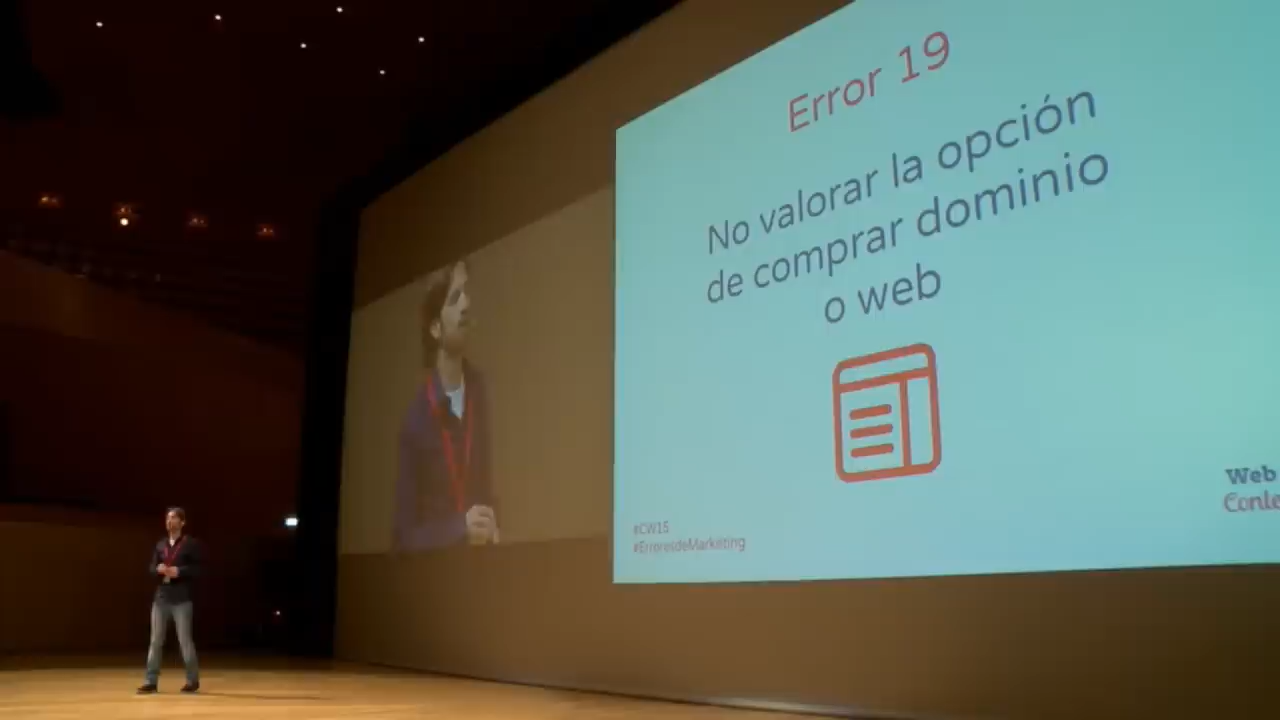 Error 19
No valorar la opción
de comprar dominio
o web
#CW15
#ErroresdeMarketing
Web